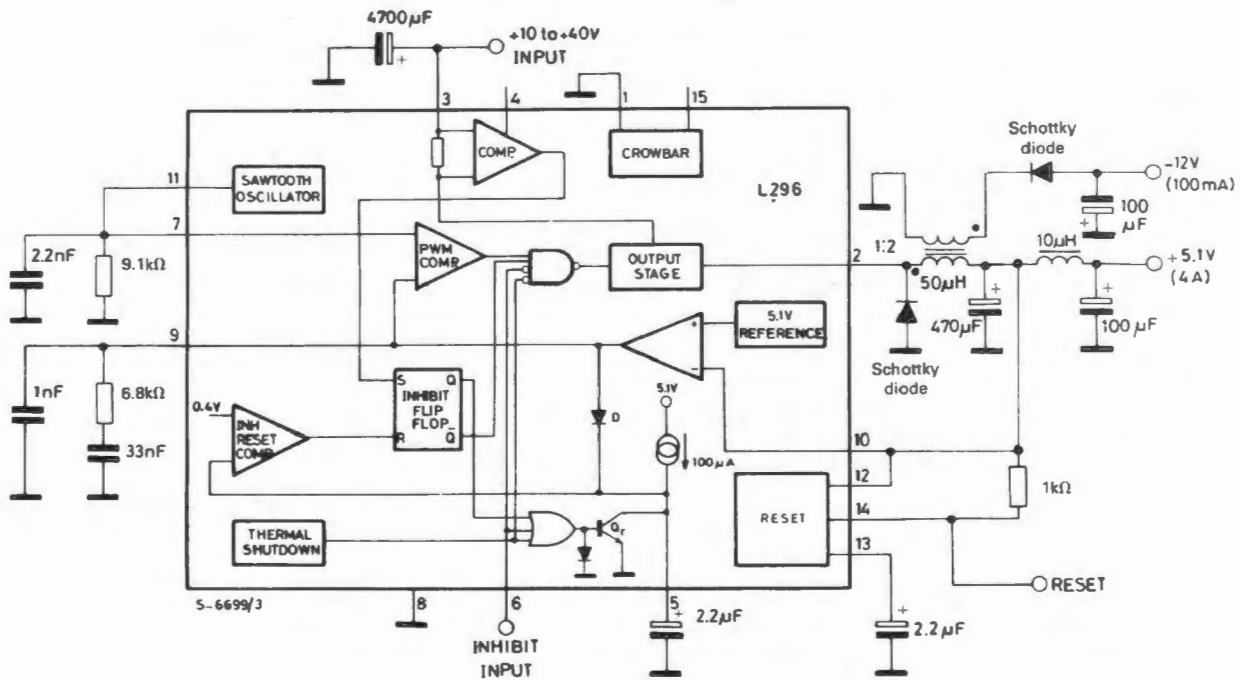 4700µF
+
+10 to +40V
INPUT
3
4
1
15
COMP.
CROWBAR
Schottky
diode
-12V
(100mA)
11
SAWTOOTH
OSCILLATOR
L296
100
µF
+
7
PWM
COMP.
OUTPUT
STAGE
2
1:2
10µH
+5.1V
(4A)
2.2nF
9.1kΩ
50µH
+
470µF
+
100µF
9
5.1V
REFERENCE
+
-
Schottky
diode
1nF
6.8kΩ
33nF
0.4V
INH
RESET
COMP.
S Q
INHIBIT
FLIP
FLOP
R Q
D
5.1V
100µA
10
12
14
13
RESET
1kΩ
THERMAL
SHUTDOWN
Qr
RESET
S-6699/3
8
6
5
2.2µF
+
+
2.2µF
INHIBIT
INPUT